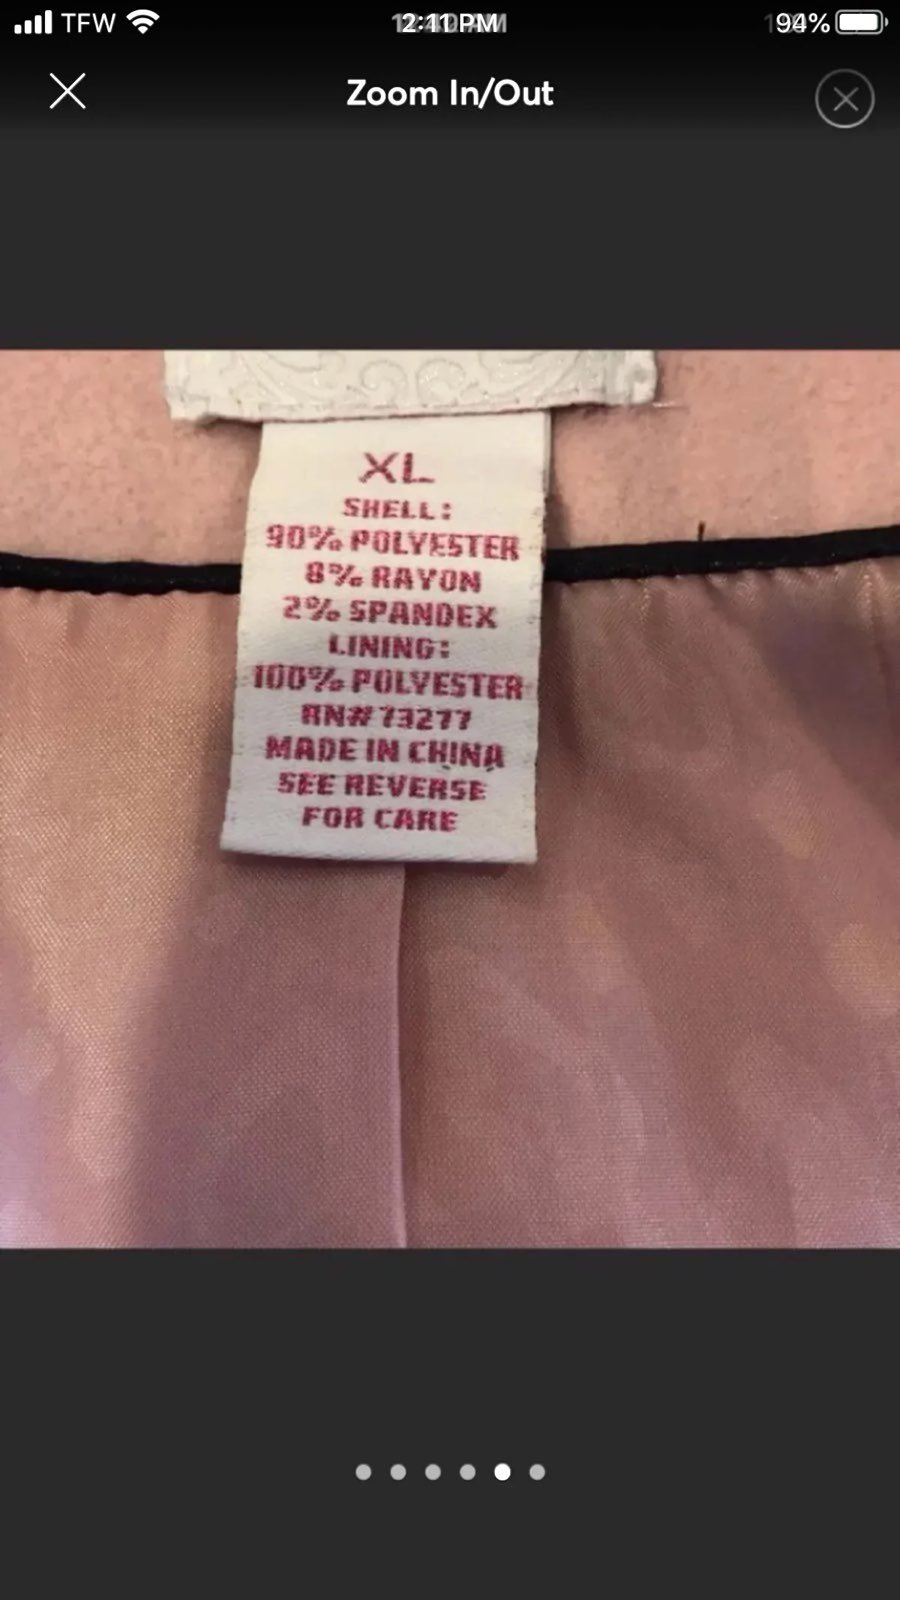 TFW
2:11 PM
94%
Zoom In/Out
XL
SHELL:
90% POLYESTER
8% RAYON
2% SPANDEX
LINING:
100% POLYESTER
RN# 73277
MADE IN CHINA
SEE REVERSE
FOR CARE